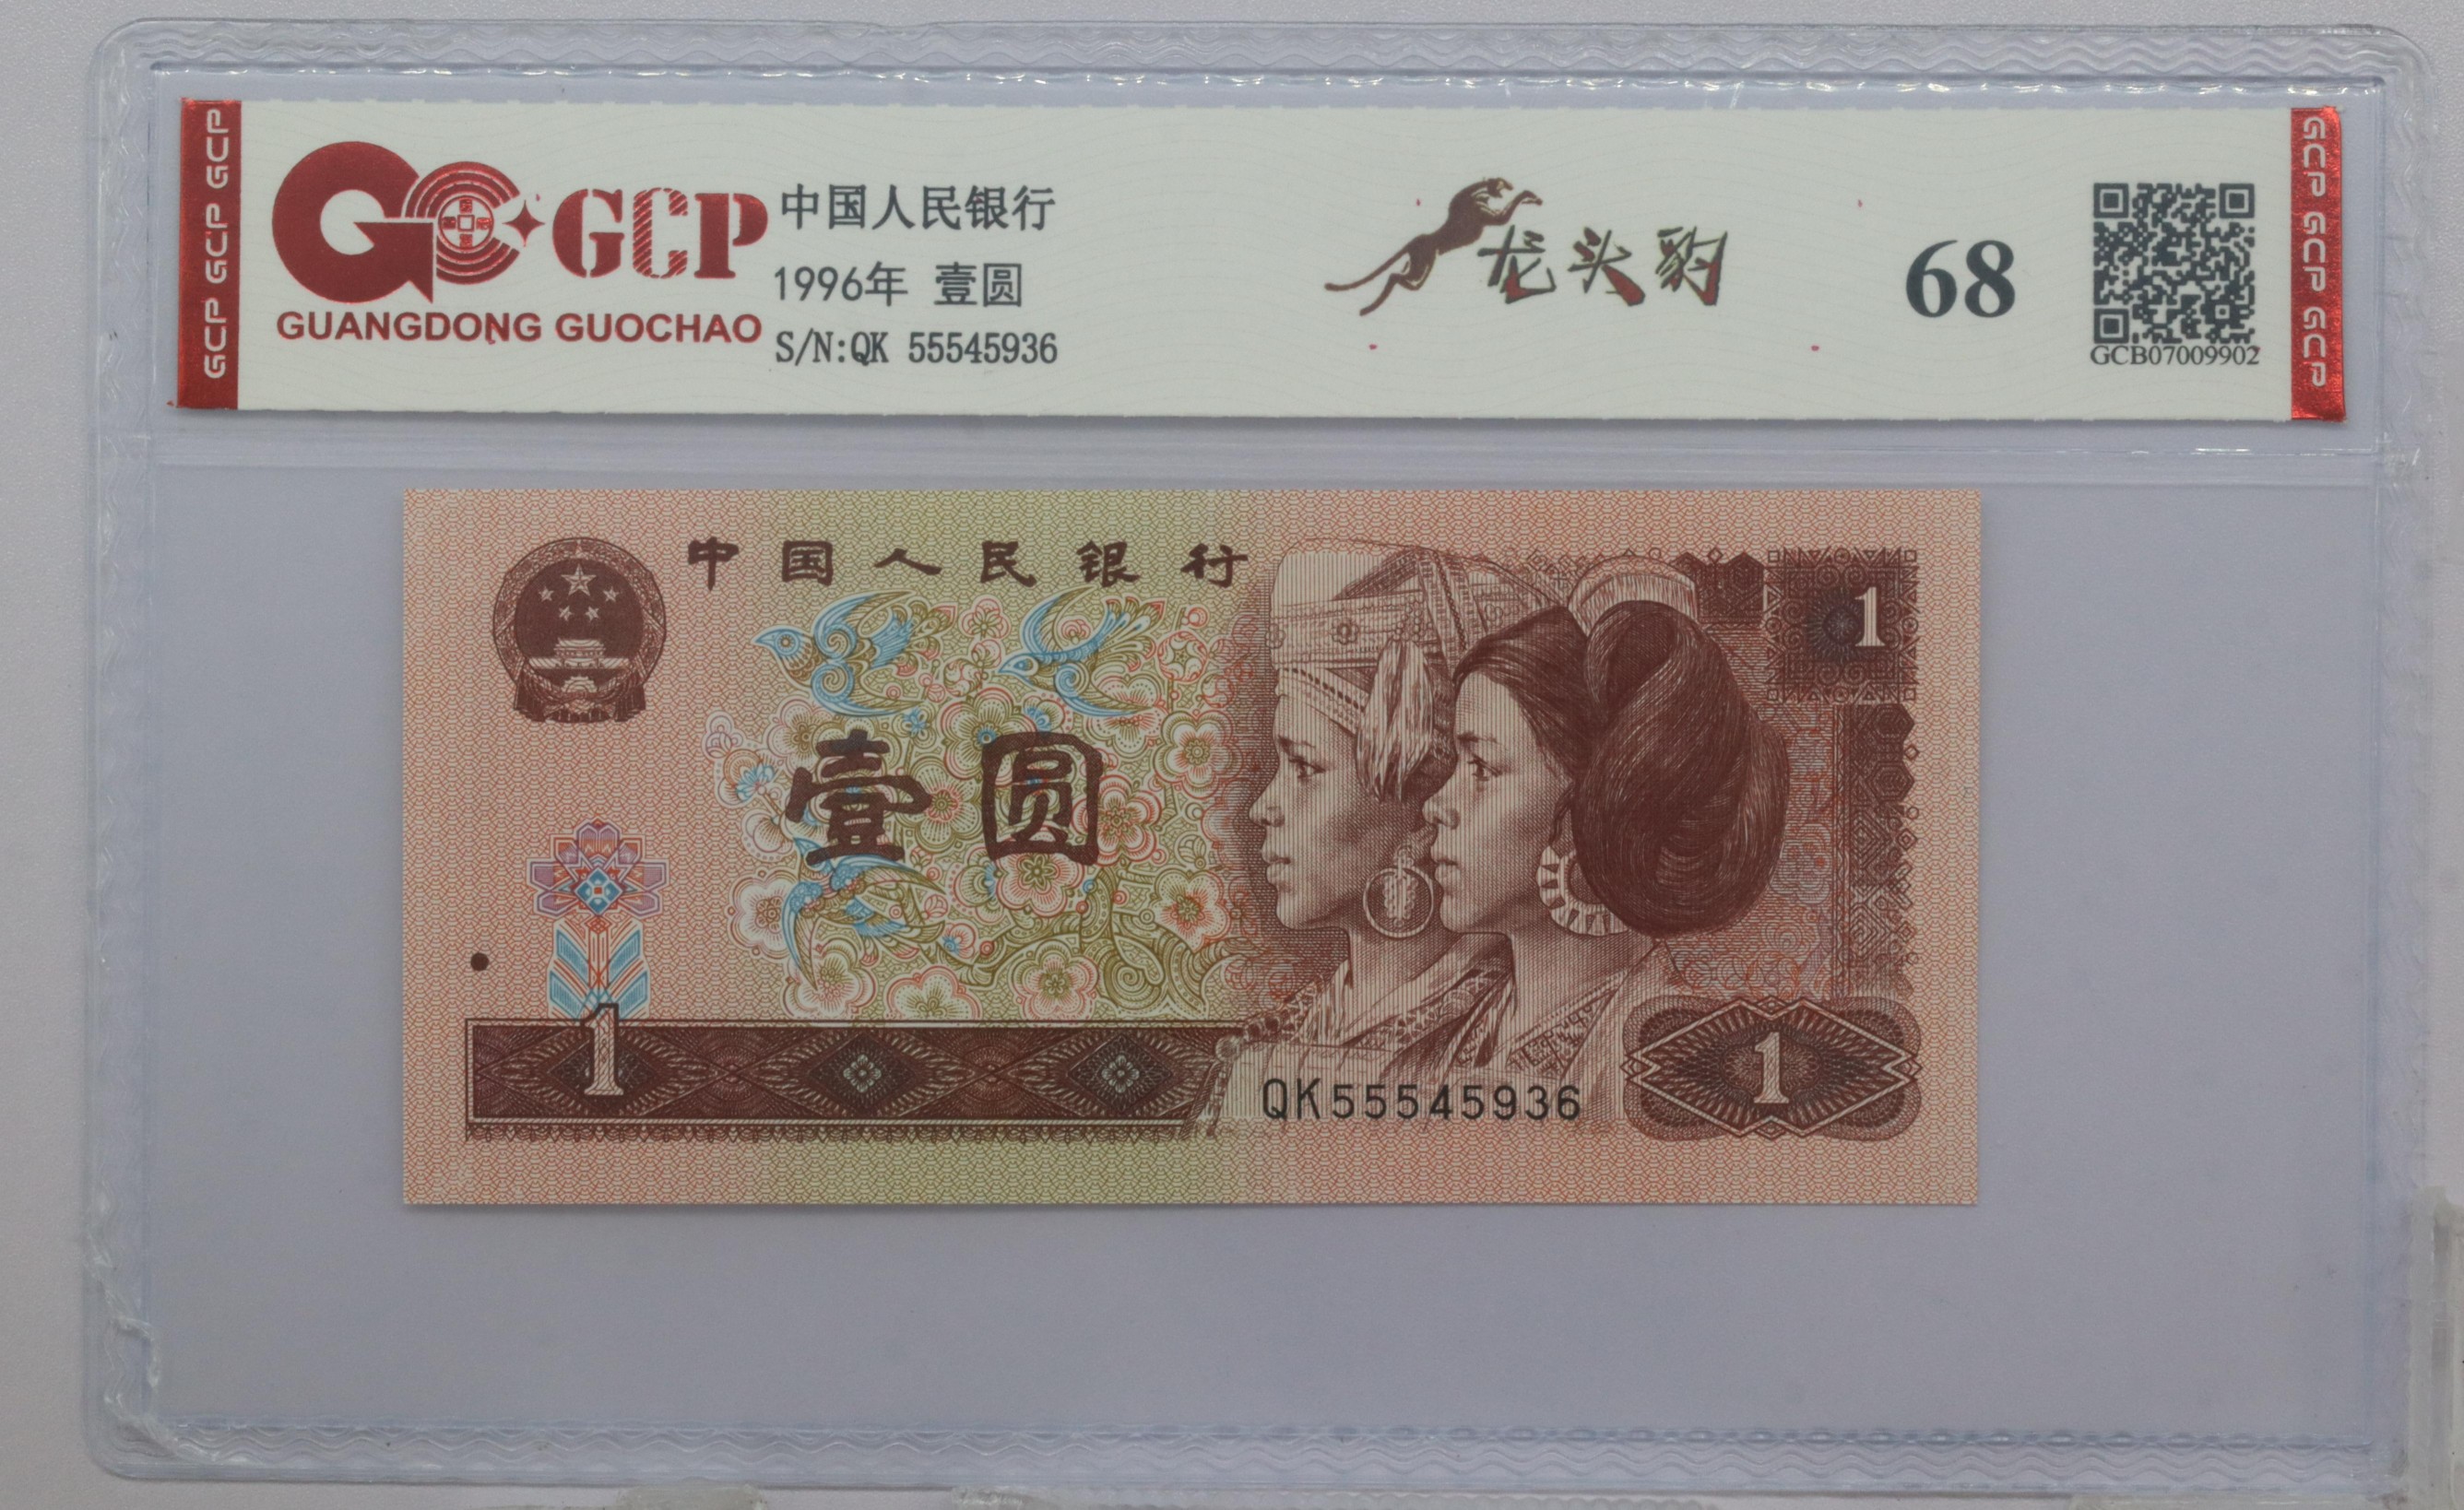 GCP GCP GCP
GCP
中国人民银行
1996年 壹圆
GUANGDONG GUOCHAO
S/N:QK 55545936
龙头豹
68
GCB07009902
GCP GCP GCP
中国人民银行
1
壹圆
1
1
QK55545936